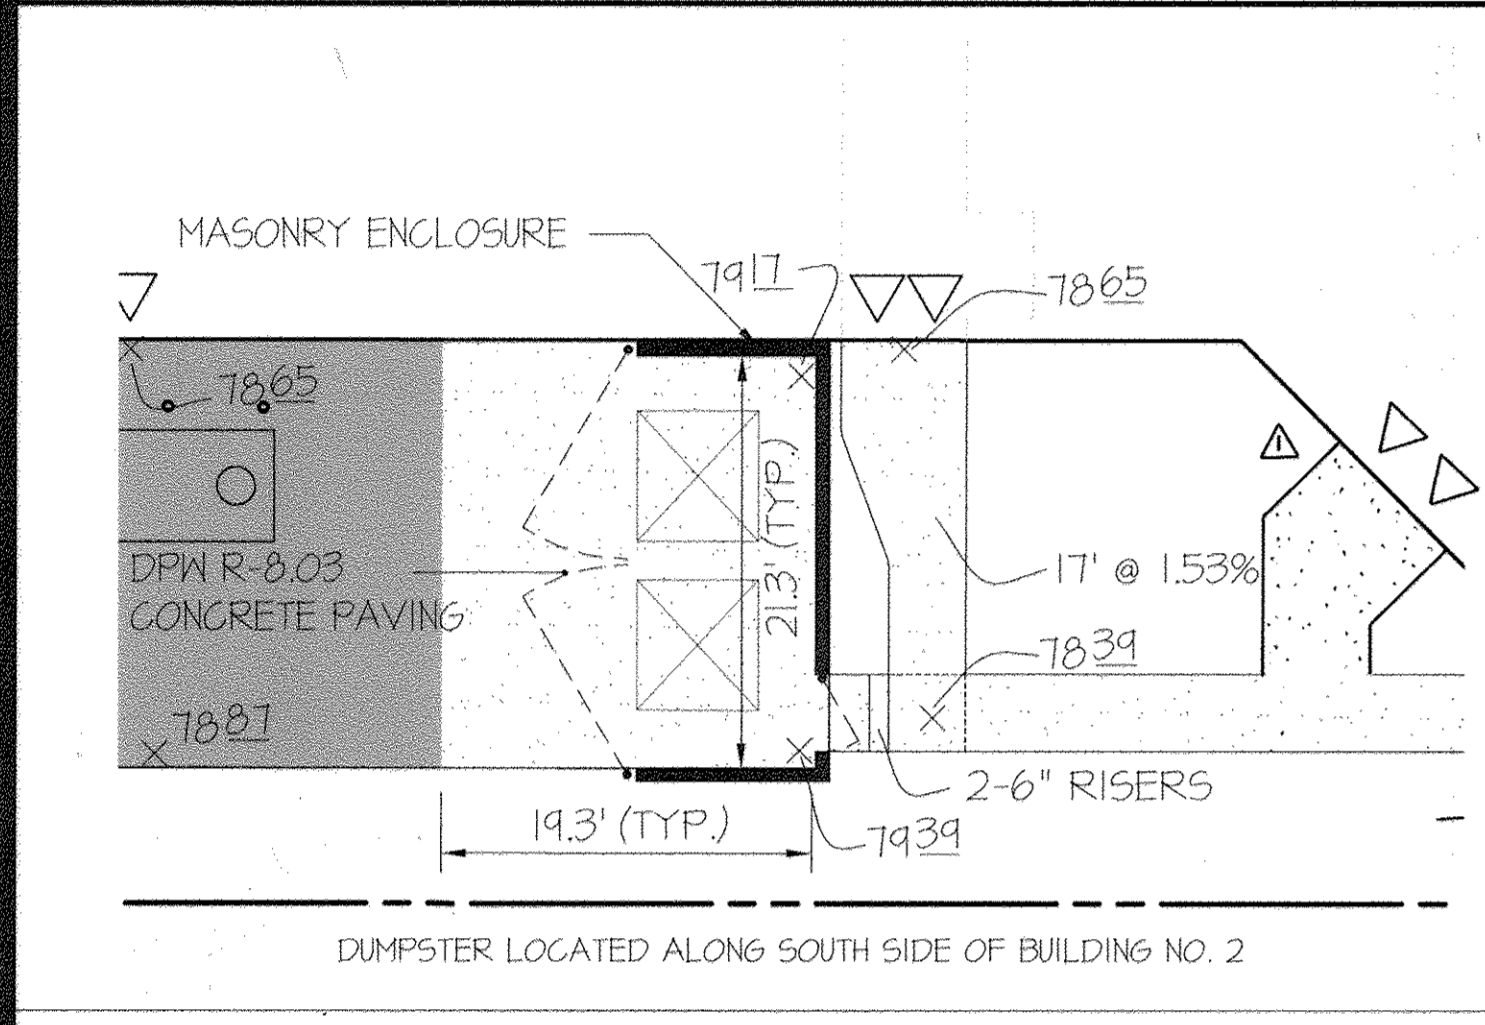 MASONRY ENCLOSURE
7917
7865
7865
DPW R-8.03
CONCRETE PAVING
21.3' (TYP.)
17' @ 1.53%
7839
7887
2-6" RISERS
19.3' (TYP.)
7939
1
DUMPSTER LOCATED ALONG SOUTH SIDE OF BUILDING NO. 2